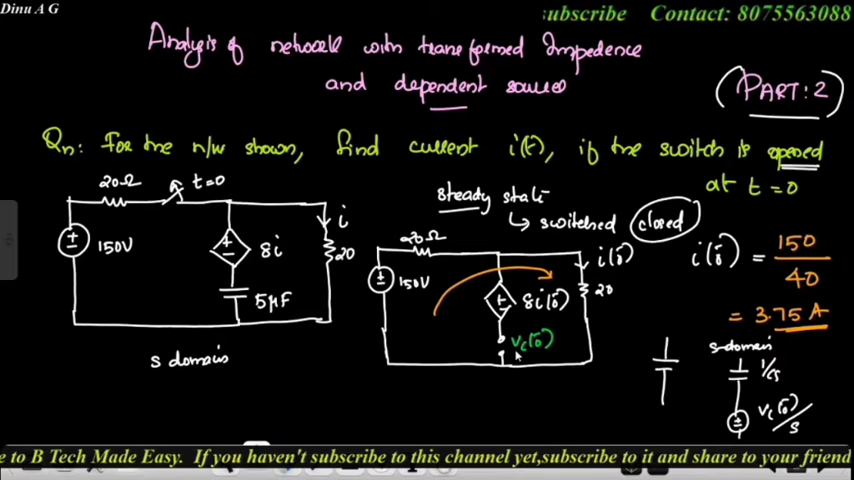 Dinu A G
subscribe Contact: 8075563088
Analysis of network with transformed Impedence
and dependent source
(PART:2)
Qn: For the n/w shown, find current i(t), if the switch is opened
at t=0
20Ω t=0
150V
+
-
8i
5μF
i
20
s domain
steady state
↳ switched closed
20Ω
150V
8i(0⁻)
Vc(0⁻)
i(0⁻)
20
i(0⁻) = 150/40
= 3.75 A
s-domain
1/Cs
Vc(0⁻)/s
e to B Tech Made Easy. If you haven't subscribe to this channel yet,subscribe to it and share to your friend